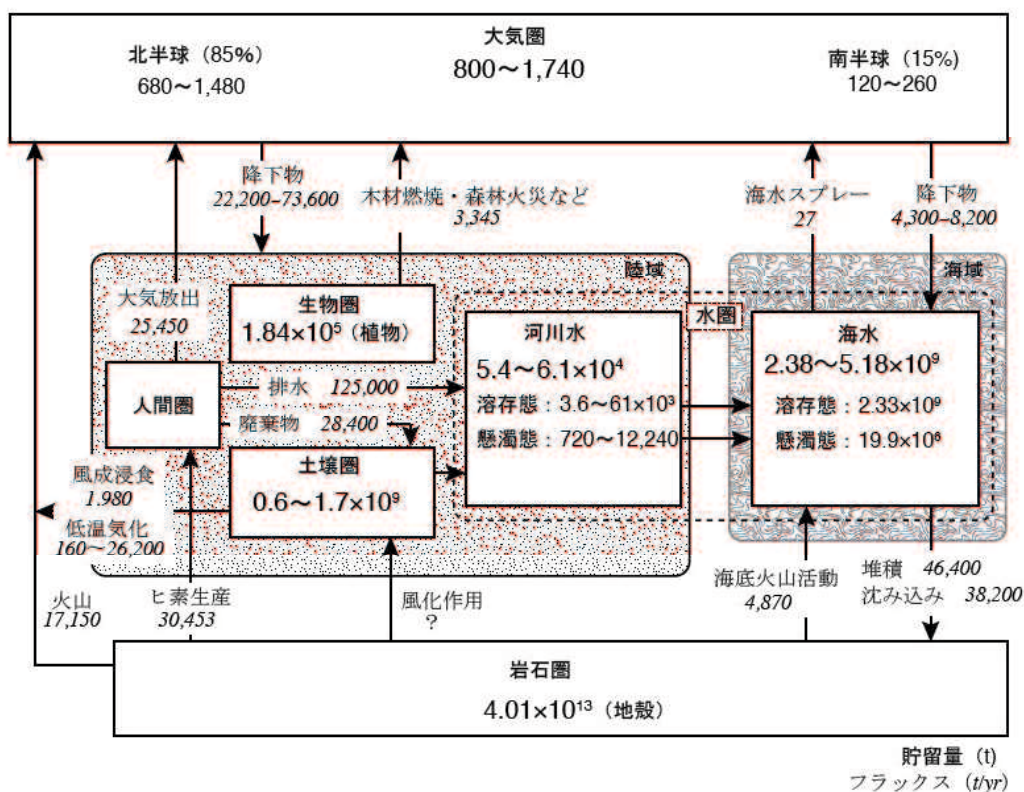 大気圏
800～1,740
北半球（85%）
680～1,480
南半球（15%）
120～260
降下物
22,200–73,600
木材燃焼・森林火災など
3,345
海水スプレー
27
降下物
4,300–8,200
陸域
海域
水圏
大気放出
25,450
生物圏
1.84×10⁵（植物）
人間圏
排水 125,000
廃棄物 28,400
土壌圏
0.6～1.7×10⁹
河川水
5.4～6.1×10⁴
溶存態：3.6～61×10³
懸濁態：720～12,240
海水
2.38～5.18×10⁹
溶存態：2.33×10⁹
懸濁態：19.9×10⁶
風成浸食
1.980
低温気化
160～26,200
火山
17,150
ヒ素生産
30,453
風化作用
?
海底火山活動
4,870
堆積 46,400
沈み込み 38,200
岩石圏
4.01×10¹³（地殻）
貯留量（t）
フラックス（t/yr）